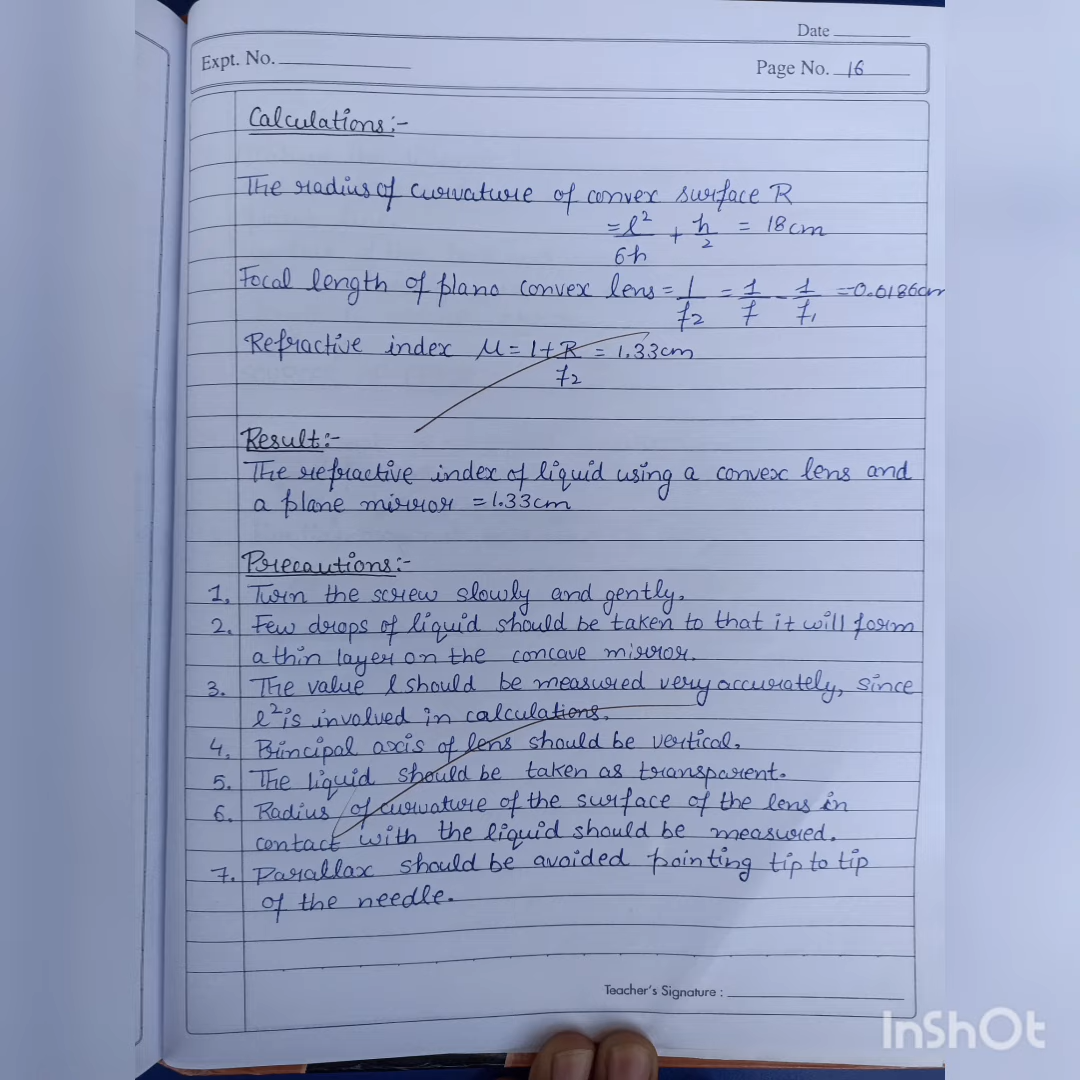 Date
Expt. No.
Page No. 16
Calculations:-
The radius of curvature of convex surface R
= l²/6h + h/2 = 18cm
Focal length of plano convex lens = 1/f₂ = 1/f - 1/f₁ = 0.0186cm
Refractive index μ = 1 + R/f₂ = 1.33cm
Result:-
The refractive index of liquid using a convex lens and
a plane mirror = 1.33cm
Precautions:-
1. Turn the screw slowly and gently.
2. Few drops of liquid should be taken to that it will form
a thin layer on the concave mirror.
3. The value l should be measured very accurately, since
l² is involved in calculations.
4. Principal axis of lens should be vertical.
5. The liquid should be taken as transparent.
6. Radius of curvature of the surface of the lens in
contact with the liquid should be measured.
7. Parallax should be avoided pointing tip to tip
of the needle.
Teacher's Signature :
InShOt